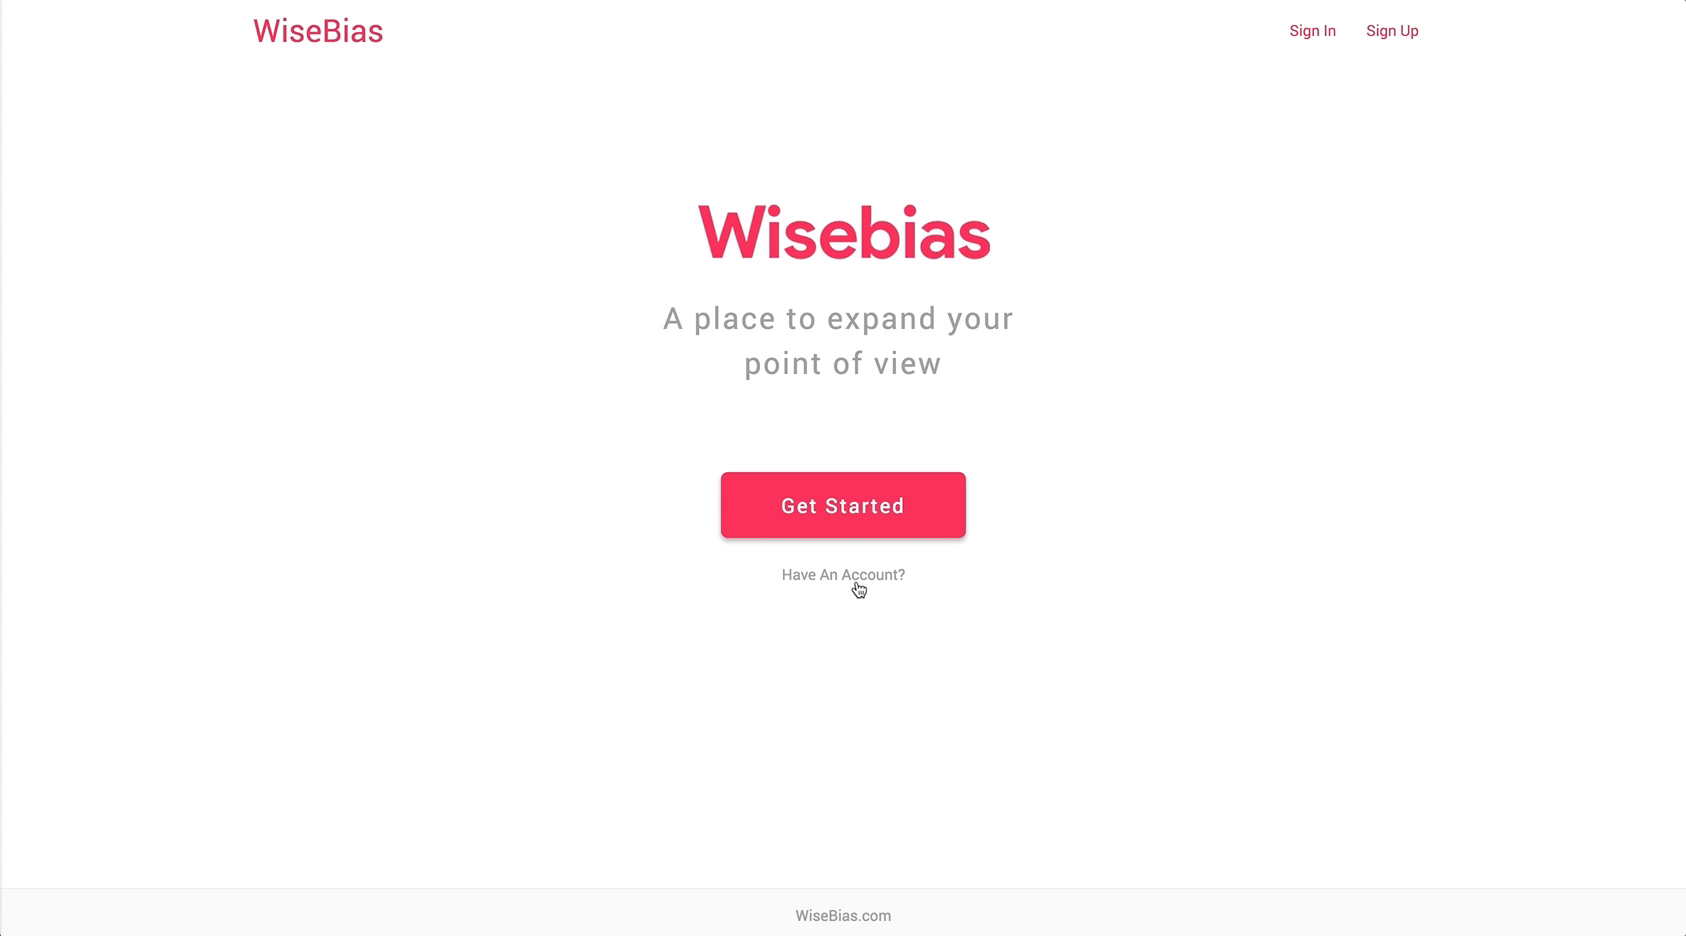 WiseBias
Sign In
Sign Up
Wisebias
A place to expand your
point of view
Get Started
Have An Account?
WiseBias.com